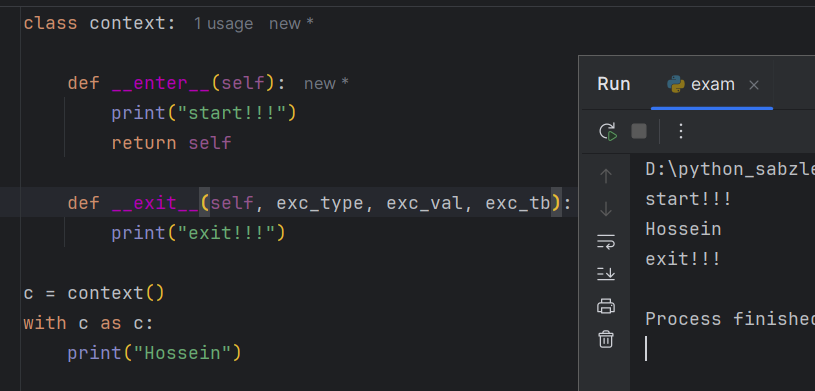 class context: 1 usage new *
def __enter__(self): new *
print("start!!!")
return self
def __exit__(self, exc_type, exc_val, exc_tb):
print("exit!!!")
c = context()
with c as c:
print("Hossein")
Run exam ×
D:\python_sabzle
start!!!
Hossein
exit!!!
Process finished